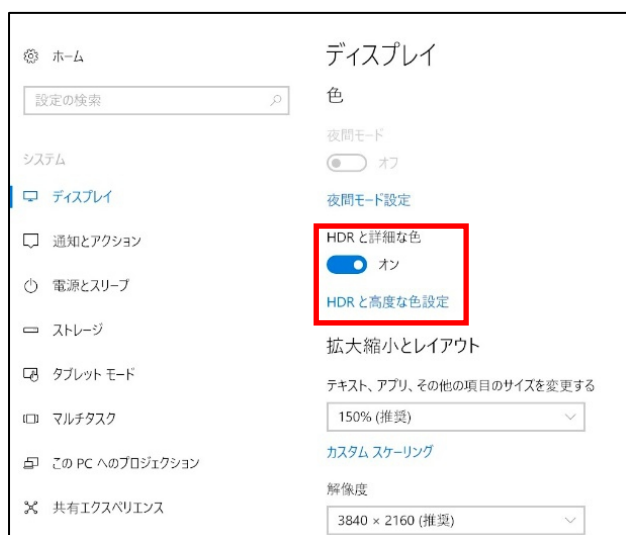 ホーム
設定の検索
システム
ディスプレイ
通知とアクション
電源とスリープ
ストレージ
タブレット モード
マルチタスク
この PC へのプロジェクション
共有エクスペリエンス
ディスプレイ
色
夜間モード
オフ
夜間モード設定
HDR と詳細な色
オン
HDR と高度な色設定
拡大縮小とレイアウト
テキスト、アプリ、その他の項目のサイズを変更する
150% (推奨)
カスタム スケーリング
解像度
3840 × 2160 (推奨)